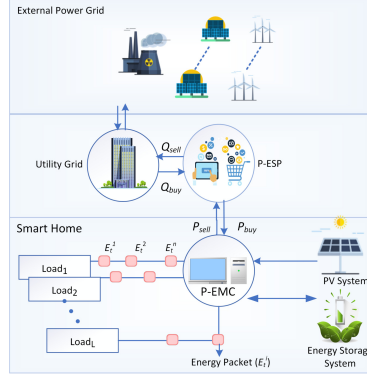 External Power Grid
Q_sell
Utility Grid
P-ESP
Q_buy
P_sell
P_buy
Smart Home
E_t^1
E_t^2
E_t^n
Load_1
Load_2
P-EMC
PV System
Load_L
Energy Storage
System
Energy Packet (E_t^i)